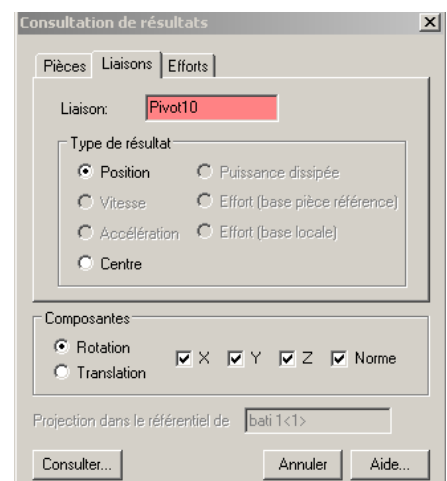 Consultation de résultats
Pièces Liaisons Efforts
Liaison: Pivot10
Type de résultat
Position Puissance dissipée
Vitesse Effort (base pièce référence)
Accélération Effort (base locale)
Centre
Composantes
Rotation X Y Z Norme
Translation
Projection dans le référentiel de bati 1<1>
Consulter... Annuler Aide...